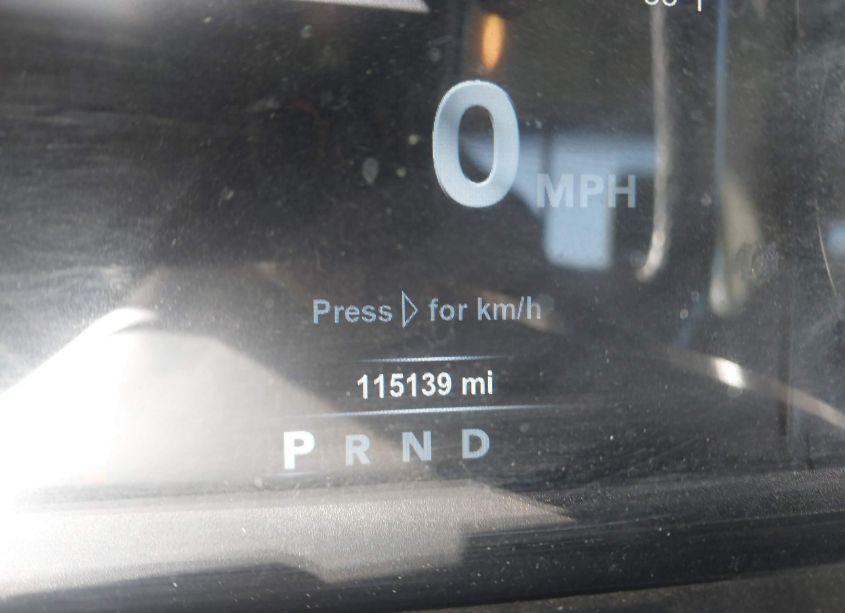 0 MPH
Press ▷ for km/h
115139 mi
P R N D